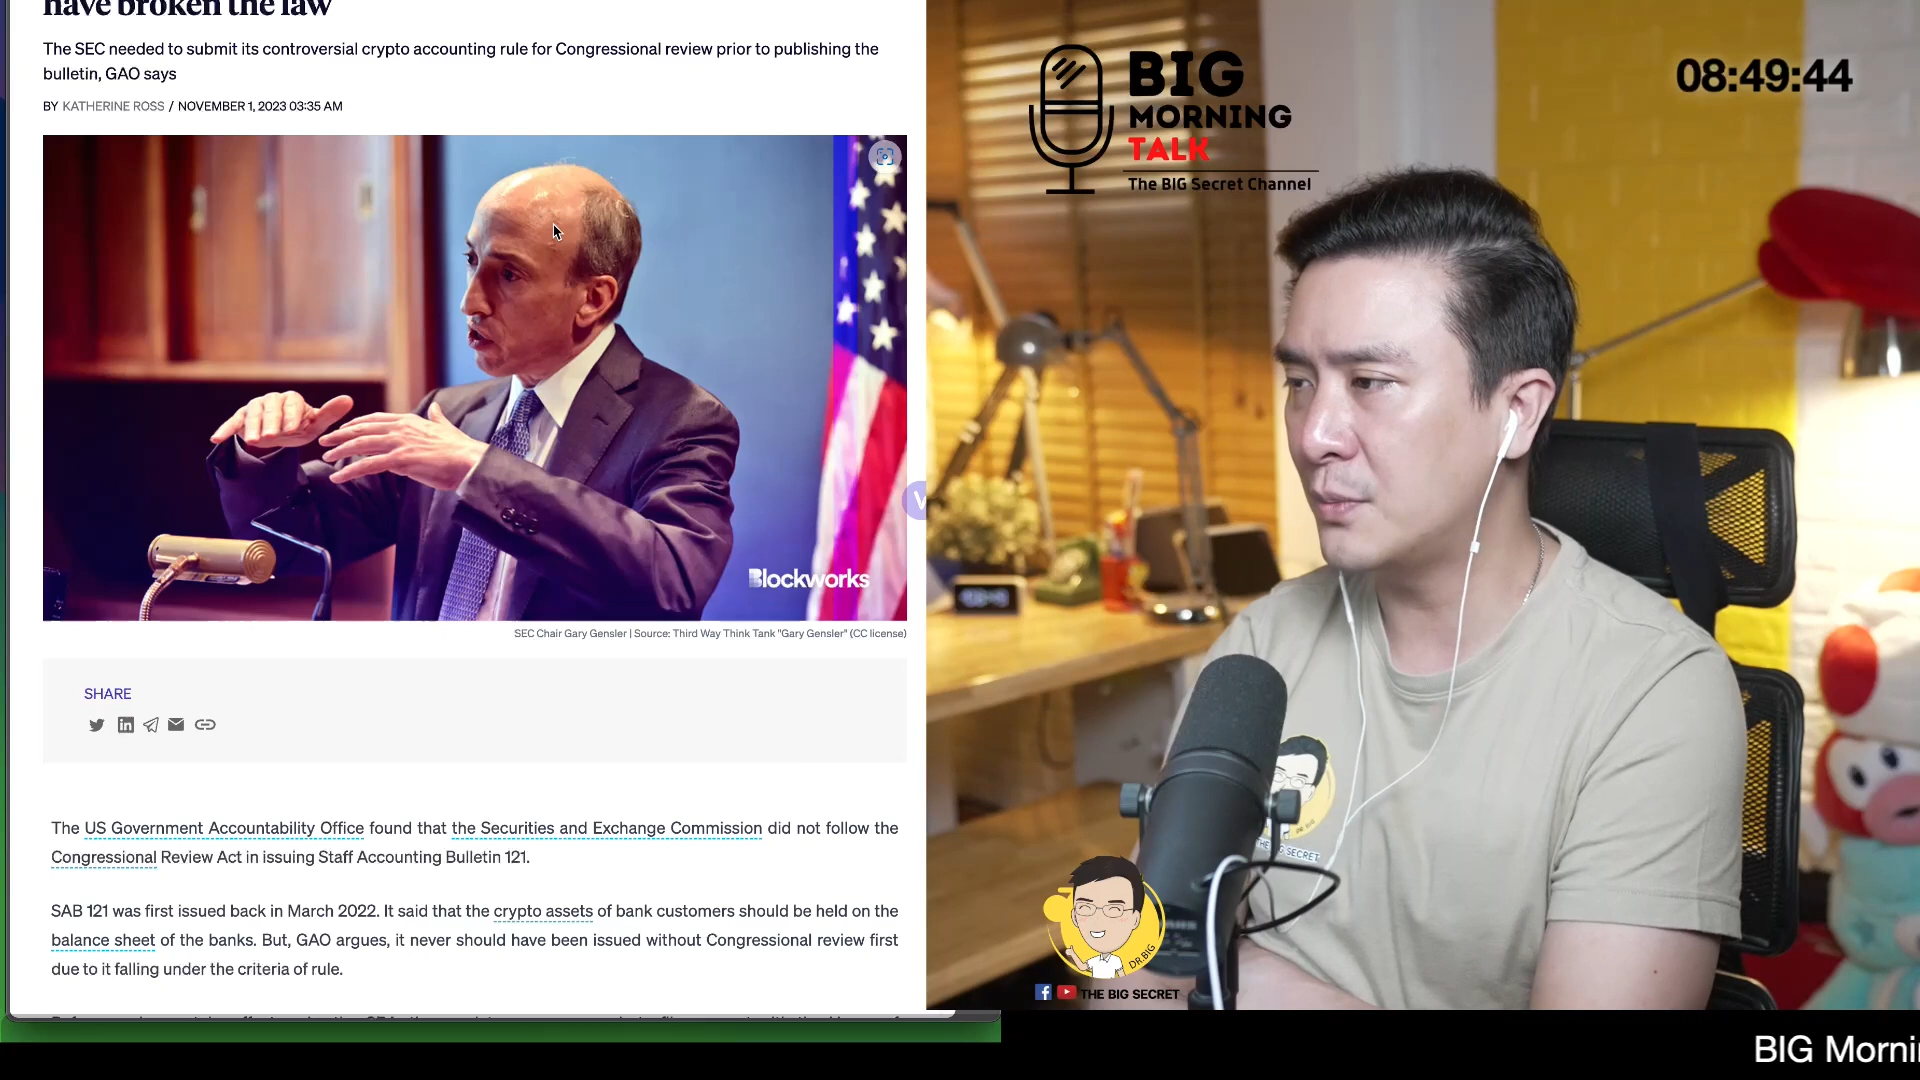 have broken the law
The SEC needed to submit its controversial crypto accounting rule for Congressional review prior to publishing the
bulletin, GAO says
BY KATHERINE ROSS / NOVEMBER 1, 2023 03:35 AM
Blockworks
SEC Chair Gary Gensler | Source: Third Way Think Tank "Gary Gensler" (CC license)
SHARE
The US Government Accountability Office found that the Securities and Exchange Commission did not follow the
Congressional Review Act in issuing Staff Accounting Bulletin 121.
SAB 121 was first issued back in March 2022. It said that the crypto assets of bank customers should be held on the
balance sheet of the banks. But, GAO argues, it never should have been issued without Congressional review first
due to it falling under the criteria of rule.
BIG
MORNING
TALK
The BIG Secret Channel
08:49:44
DR.BIG
THE BIG SECRET
DR.BIG
THE BIG SECRET
BIG Morni